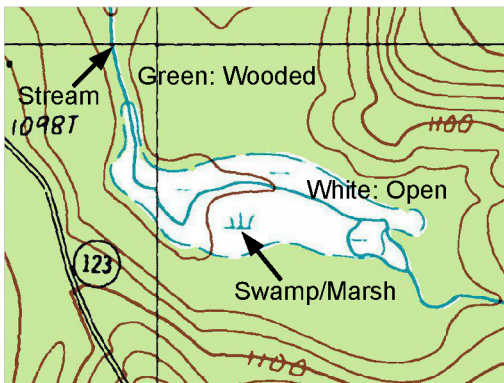 Green: Wooded
Stream
1098T
1100
White: Open
123
Swamp/Marsh
1100